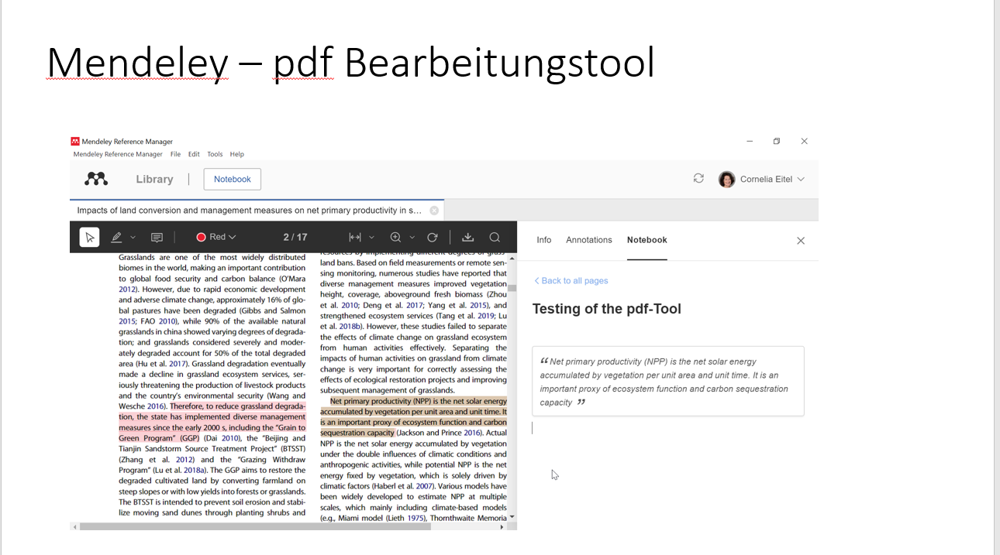 Mendeley – pdf Bearbeitungstool
Mendeley Reference Manager
Mendeley Reference Manager File Edit Tools Help
Library
Notebook
Cornelia Eitel
Impacts of land conversion and management measures on net primary productivity in s...
Red
2 / 17
Grasslands are one of the most widely distributed
biomes in the world, making an important contribution
to global food security and carbon balance (O'Mara
2012). However, due to rapid economic development
and adverse climate change, approximately 16% of glo-
bal pastures have been degraded (Gibbs and Salmon
2015; FAO 2010), while 90% of the available natural
grasslands in china showed varying degrees of degrada-
tion; and grasslands considered severely and moder-
ately degraded account for 50% of the total degraded
area (Hu et al. 2017). Grassland degradation eventually
made a decline in grassland ecosystem services, ser-
iously threatening the production of livestock products
and the country's environmental security (Wang and
Wesche 2016). Therefore, to reduce grassland degrada-
tion, the state has implemented diverse management
measures since the early 2000 s, including the "Grain to
Green Program" (GGP) (Dai 2010), the "Beijing and
Tianjin Sandstorm Source Treatment Project" (BTSST)
(Zhang et al. 2012) and the "Grazing Withdraw
Program" (Lu et al. 2018a). The GGP aims to restore the
degraded cultivated land by converting farmland on
steep slopes or with low yields into forests or grasslands.
The BTSST is intended to prevent soil erosion and stabi-
lize moving sand dunes through planting shrubs and
resources by implementing different degrees of grass-
land bans. Based on field measurements or remote sen-
sing monitoring, numerous studies have reported that
diverse management measures improved vegetation
height, coverage, aboveground fresh biomass (Zhou
et al. 2010; Deng et al. 2017; Yang et al. 2015), and
strengthened ecosystem services (Tang et al. 2019; Lu
et al. 2018b). However, these studies failed to separate
the effects of climate change on grassland ecosystem
from human activities effectively. Separating the
impacts of human activities on grassland from climate
change is very important for correctly assessing the
effects of ecological restoration projects and improving
subsequent management of grasslands.
Net primary productivity (NPP) is the net solar energy
accumulated by vegetation per unit area and unit time. It
is an important proxy of ecosystem function and carbon
sequestration capacity (Jackson and Prince 2016). Actual
NPP is the net solar energy accumulated by vegetation
under the double influences of climatic conditions and
anthropogenic activities, while potential NPP is the net
energy fixed by vegetation, which is solely driven by
climatic factors (Haberl et al. 2007). Various models have
been widely developed to estimate NPP at multiple
scales, which mainly including climate-based models
(e.g., Miami model (Lieth 1975), Thornthwaite Memoria
Info Annotations Notebook
Back to all pages
Testing of the pdf-Tool
“Net primary productivity (NPP) is the net solar energy
accumulated by vegetation per unit area and unit time. It is an
important proxy of ecosystem function and carbon sequestration
capacity ”